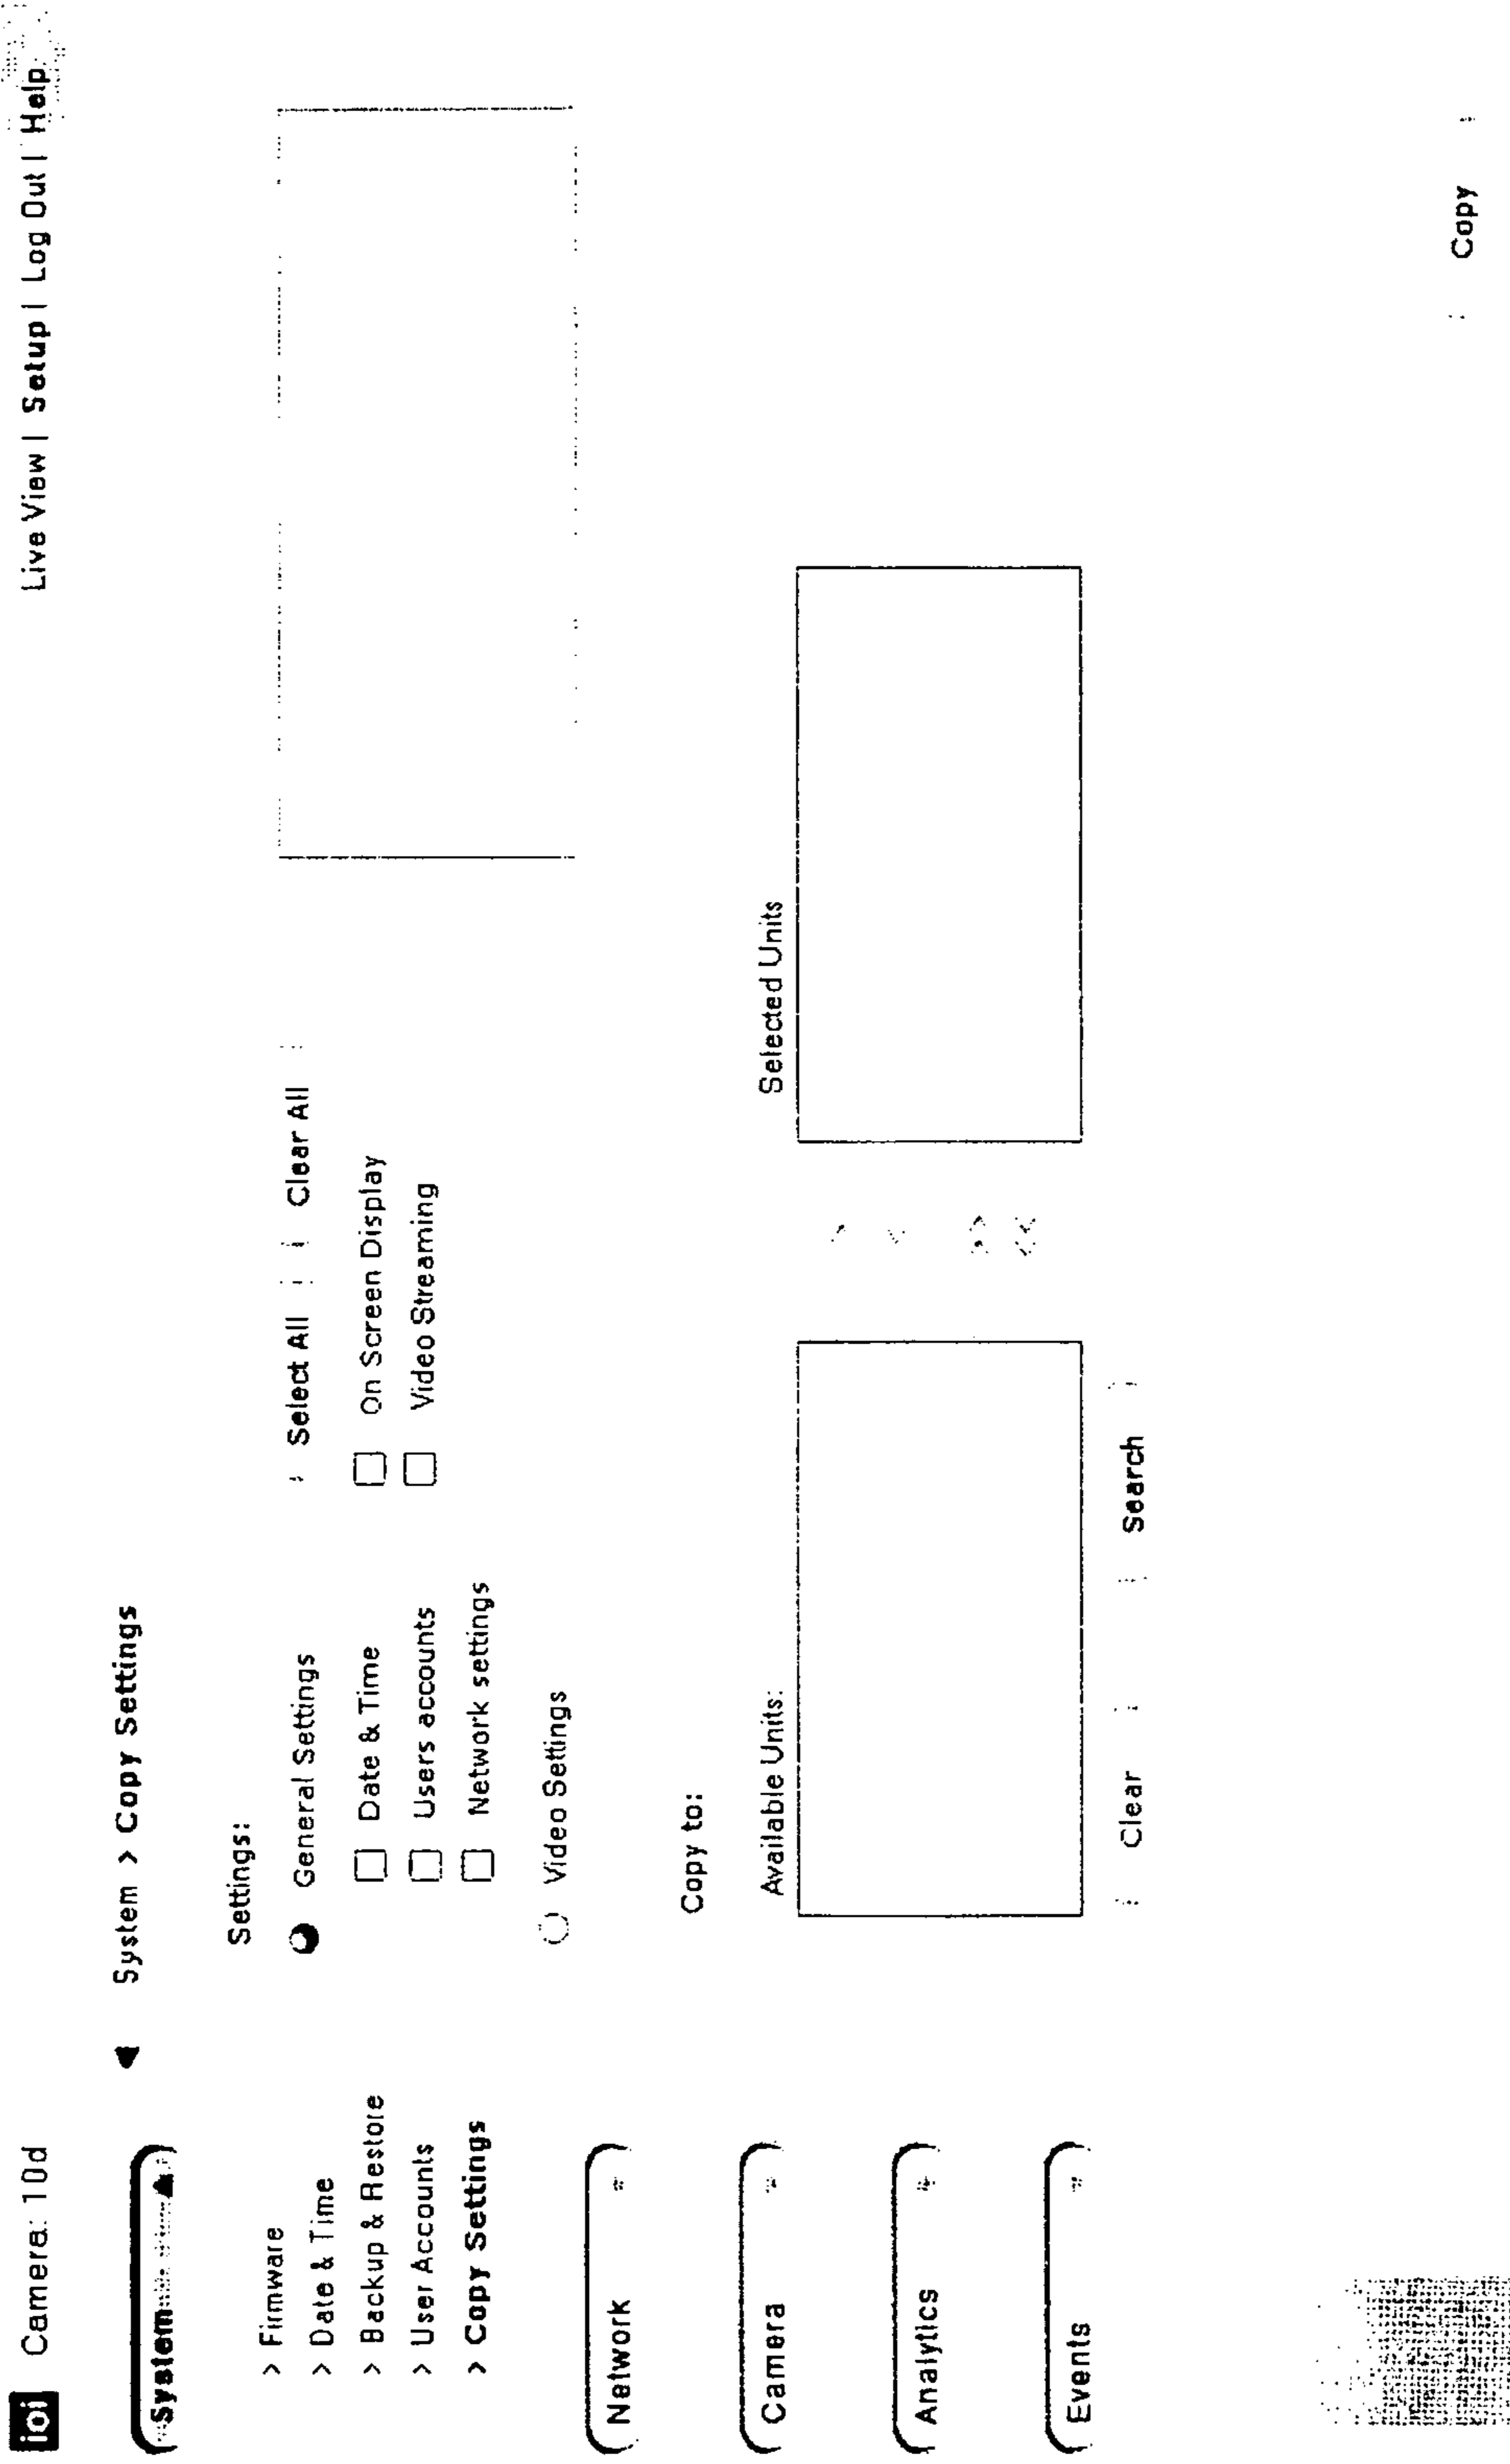 ioi Camera: 10d
Live View | Setup | Log Out | Help
System
System > Copy Settings
> Firmware
> Date & Time
> Backup & Restore
> User Accounts
> Copy Settings
Network
Camera
Analytics
Events
Settings:
General Settings
Select All
Clear All
Date & Time
On Screen Display
Users accounts
Video Streaming
Network settings
Video Settings
Copy to:
Available Units:
Selected Units
Clear
Search
Copy